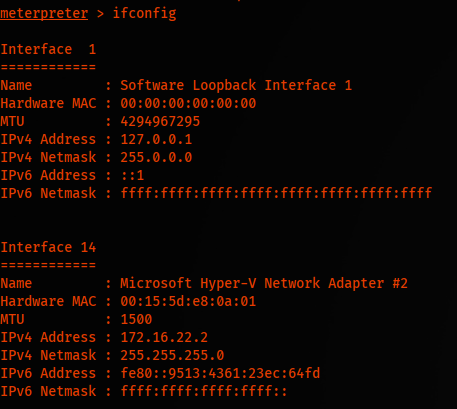 meterpreter > ifconfig
Interface  1
============
Name         : Software Loopback Interface 1
Hardware MAC : 00:00:00:00:00:00
MTU          : 4294967295
IPv4 Address : 127.0.0.1
IPv4 Netmask : 255.0.0.0
IPv6 Address : ::1
IPv6 Netmask : ffff:ffff:ffff:ffff:ffff:ffff:ffff:ffff
Interface 14
============
Name         : Microsoft Hyper-V Network Adapter #2
Hardware MAC : 00:15:5d:e8:0a:01
MTU          : 1500
IPv4 Address : 172.16.22.2
IPv4 Netmask : 255.255.255.0
IPv6 Address : fe80::9513:4361:23ec:64fd
IPv6 Netmask : ffff:ffff:ffff:ffff::